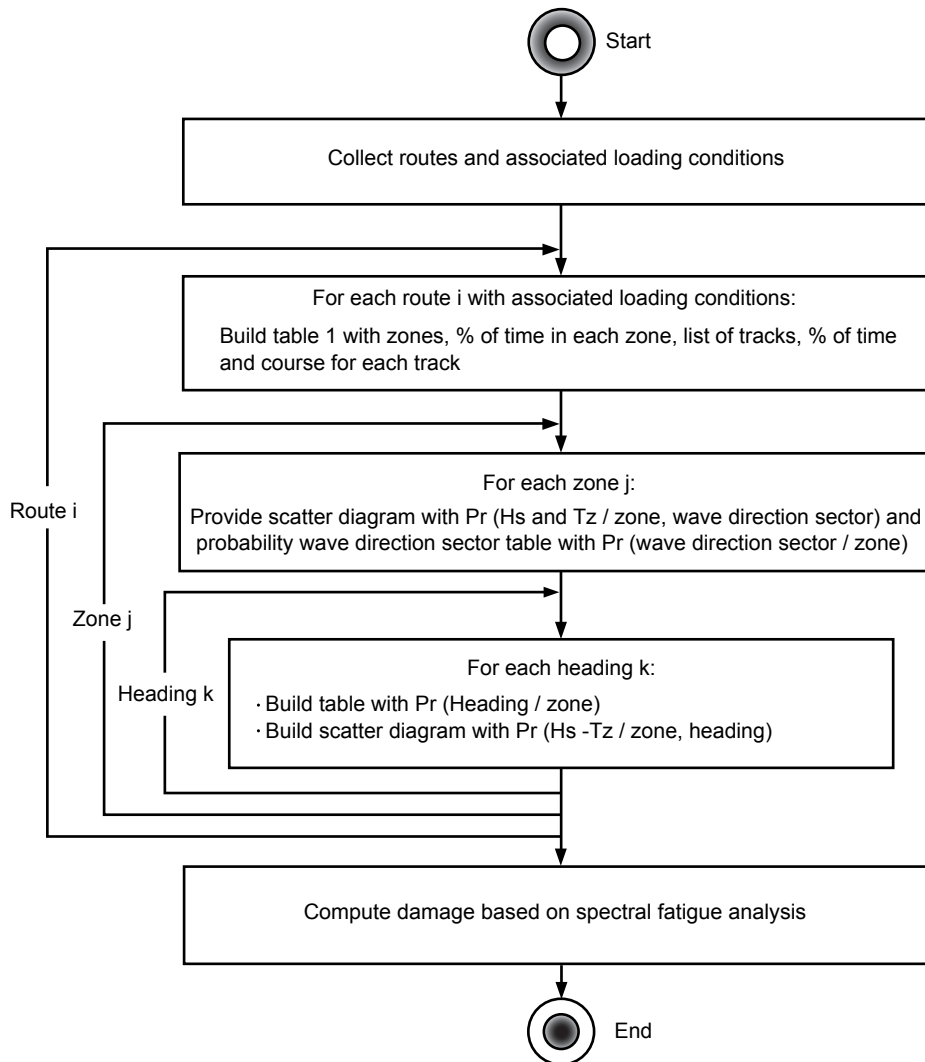 Start
Collect routes and associated loading conditions
For each route i with associated loading conditions:
Build table 1 with zones, % of time in each zone, list of tracks, % of time
and course for each track
For each zone j:
Provide scatter diagram with Pr (Hs and Tz / zone, wave direction sector) and
probability wave direction sector table with Pr (wave direction sector / zone)
Route i
Zone j
Heading k
For each heading k:
· Build table with Pr (Heading / zone)
· Build scatter diagram with Pr (Hs -Tz / zone, heading)
Compute damage based on spectral fatigue analysis
End